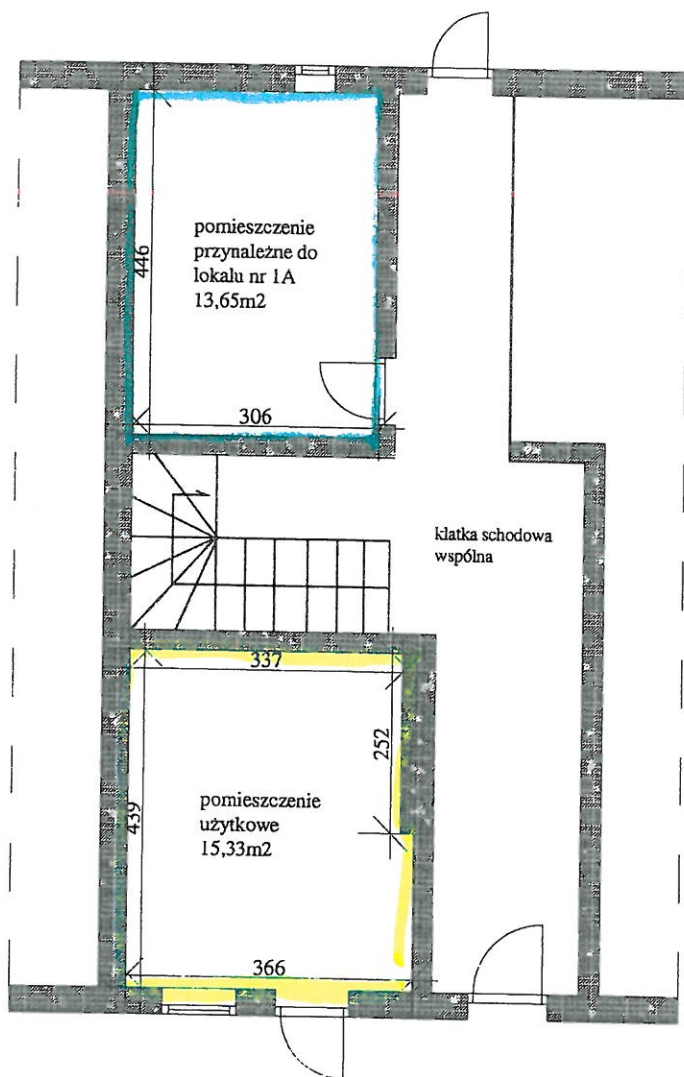 pomieszczenie
przynależne do
lokalu nr 1A
13,65m2
446
306
klatka schodowa
wspólna
337
252
439
pomieszczenie
użytkowe
15,33m2
366